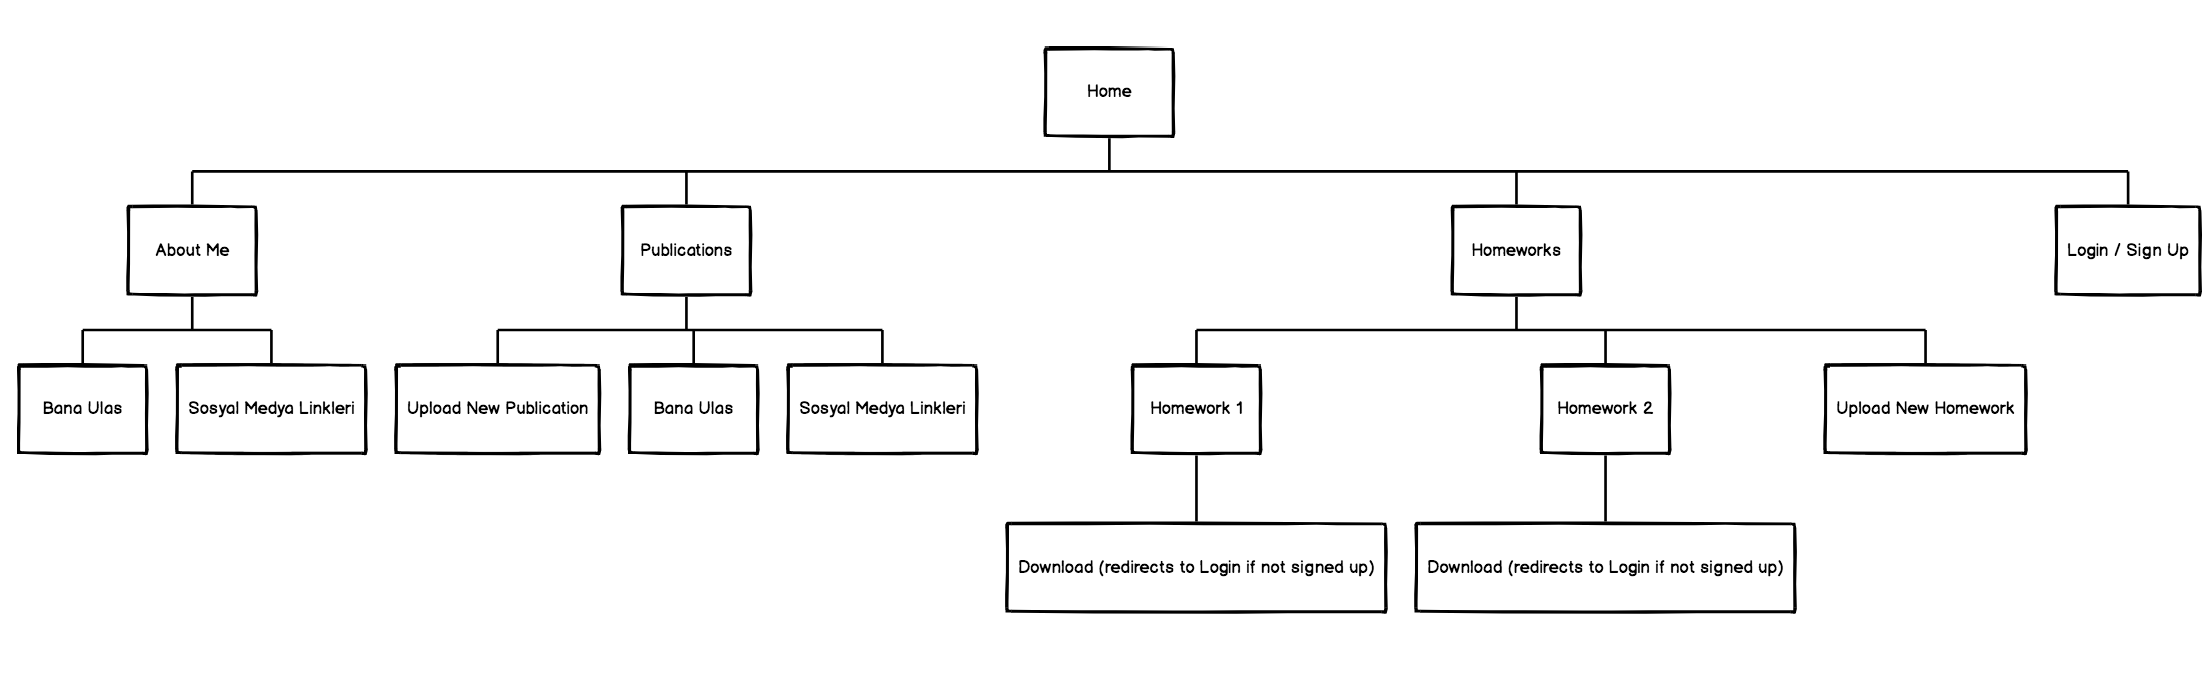 Home
About Me
Publications
Homeworks
Login / Sign Up
Bana Ulas
Sosyal Medya Linkleri
Upload New Publication
Bana Ulas
Sosyal Medya Linkleri
Homework 1
Homework 2
Upload New Homework
Download (redirects to Login if not signed up)
Download (redirects to Login if not signed up)